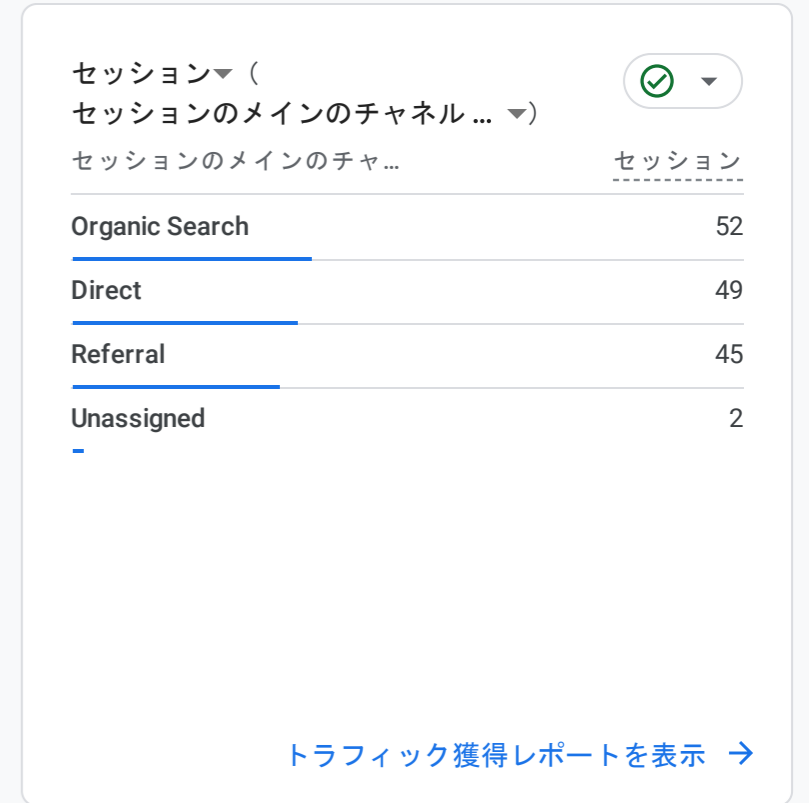 セッション (
セッションのメインのチャネル ... )
セッションのメインのチャ... セッション
Organic Search 52
Direct 49
Referral 45
Unassigned 2
トラフィック獲得レポートを表示 →